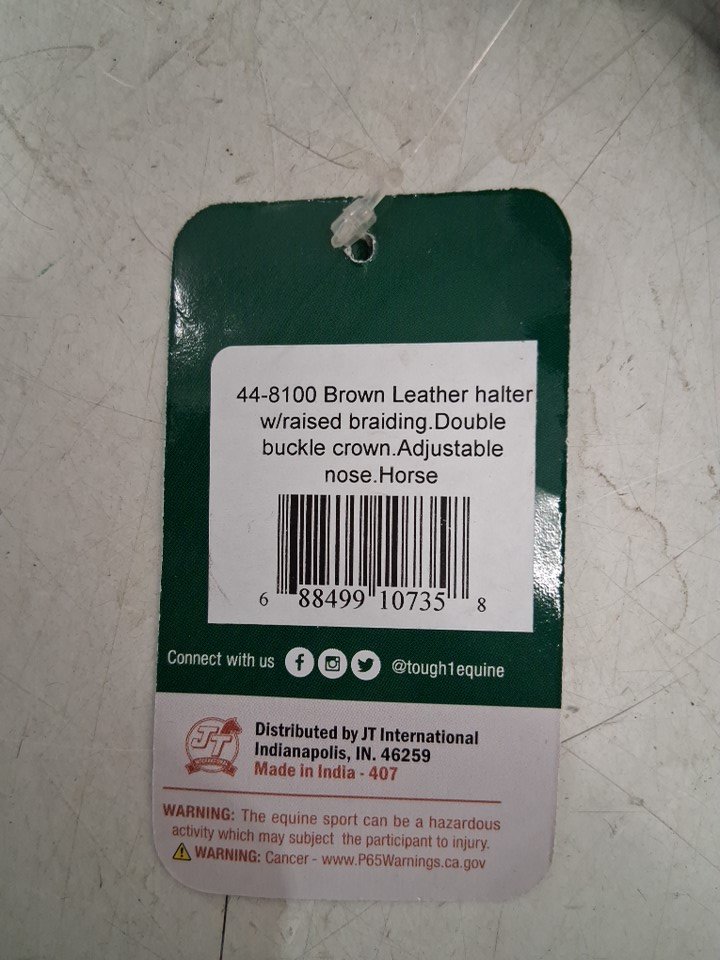 44-8100 Brown Leather halter
w/raised braiding.Double
buckle crown.Adjustable
nose.Horse
6 88499 10735 8
Connect with us @tough1equine
JT
Distributed by JT International
Indianapolis, IN. 46259
Made in India - 407
WARNING: The equine sport can be a hazardous
activity which may subject the participant to injury.
WARNING: Cancer - www.P65Warnings.ca.gov